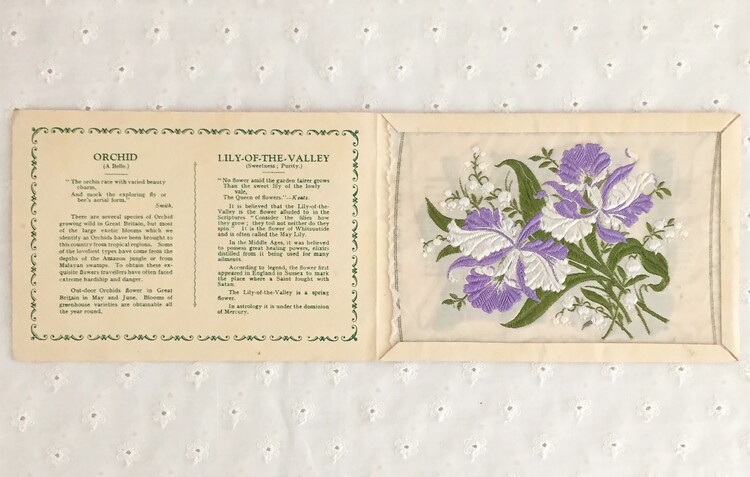 ORCHID
(A Belle.)
"The orchis race with varied beauty
charm,
And mock the exploring fly or
bee's aerial form."
Smith.
There are several species of Orchid
growing wild in Great Britain, but most
of the large exotic blooms which we
identify as Orchids have been brought to
this country from tropical regions. Some
of the loveliest types have come from the
depths of the Amazon jungle or from
Malayan swamps. To obtain these ex-
quisite flowers travellers have often faced
extreme hardship and danger.
Out-door Orchids flower in Great
Britain in May and June. Blooms of
greenhouse varieties are obtainable all
the year round.
LILY-OF-THE-VALLEY
(Sweetness; Purity.)
"No flower amid the garden fairer grows
Than the sweet lily of the lowly
vale,
The Queen of flowers."—Keats.
It is believed that the Lily-of-the-
Valley is the flower alluded to in the
Scriptures "Consider the lilies how
they grow; they toil not neither do they
spin." It is the flower of Whitsuntide
and is often called the May Lily.
In the Middle Ages, it was believed
to possess great healing powers, elixirs
distilled from it being used for many
ailments.
According to legend, the flower first
appeared in England in Sussex to mark
the place where a Saint fought with
Satan.
The Lily-of-the-Valley is a spring
flower.
In astrology it is under the dominion
of Mercury.